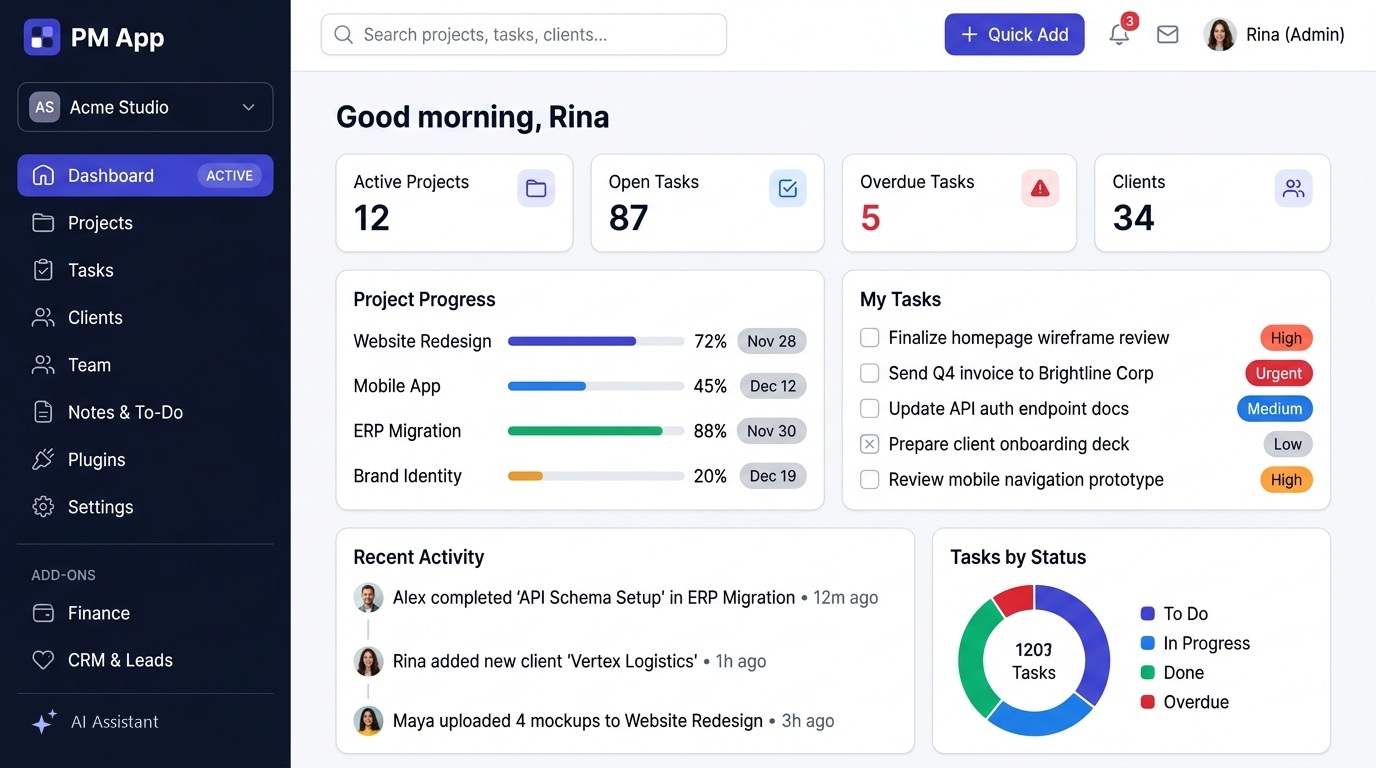 PM App
AS Acme Studio
Dashboard ACTIVE
Projects
Tasks
Clients
Team
Notes & To-Do
Plugins
Settings
ADD-ONS
Finance
CRM & Leads
AI Assistant
Search projects, tasks, clients...
+ Quick Add
3
Rina (Admin)
Good morning, Rina
Active Projects
12
Open Tasks
87
Overdue Tasks
5
Clients
34
Project Progress
Website Redesign 72% Nov 28
Mobile App 45% Dec 12
ERP Migration 88% Nov 30
Brand Identity 20% Dec 19
My Tasks
Finalize homepage wireframe review High
Send Q4 invoice to Brightline Corp Urgent
Update API auth endpoint docs Medium
Prepare client onboarding deck Low
Review mobile navigation prototype High
Recent Activity
Alex completed ‘API Schema Setup’ in ERP Migration • 12m ago
Rina added new client 'Vertex Logistics' • 1h ago
Maya uploaded 4 mockups to Website Redesign • 3h ago
Tasks by Status
Tasks
To Do
In Progress
Done
Overdue